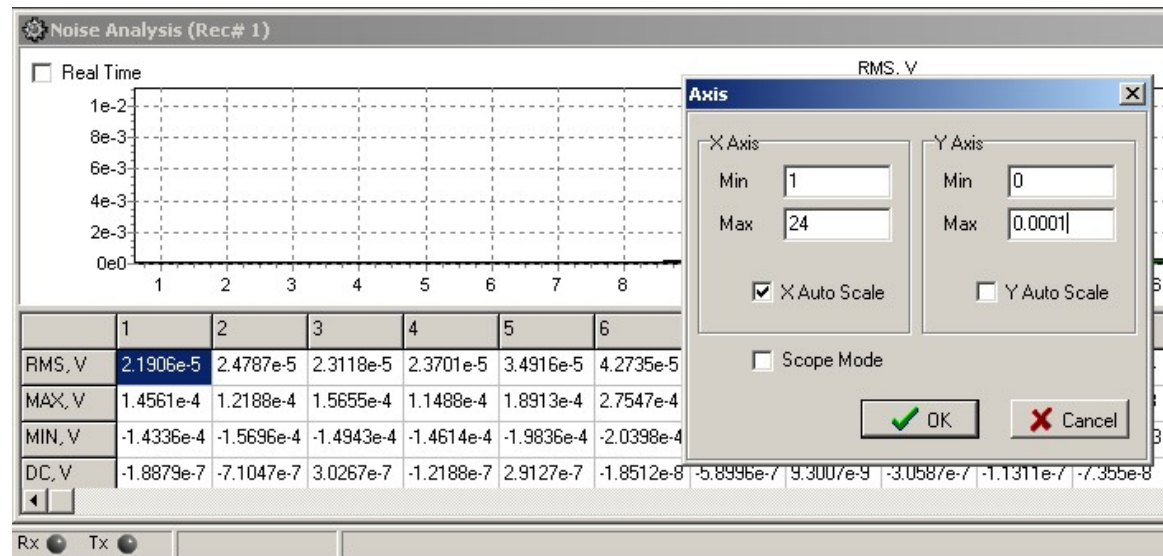 Noise Analysis (Rec# 1)
Real Time
RMS, V
1e-2
8e-3
6e-3
4e-3
2e-3
0e0
1 2 3 4 5 6 7 8
Axis
X Axis
Min 1
Max 24
X Auto Scale
Y Axis
Min 0
Max 0.0001
Y Auto Scale
Scope Mode
OK Cancel
1 2 3 4 5 6
RMS, V 2.1906e-5 2.4787e-5 2.3118e-5 2.3701e-5 3.4916e-5 4.2735e-5
MAX, V 1.4561e-4 1.2188e-4 1.5655e-4 1.1488e-4 1.8913e-4 2.7547e-4
MIN, V -1.4336e-4 -1.5696e-4 -1.4943e-4 -1.4614e-4 -1.9836e-4 -2.0398e-4
DC, V -1.8879e-7 -7.1047e-7 3.0267e-7 -1.2188e-7 2.9127e-7 -1.8512e-8 -5.8996e-7 9.3007e-9 -3.0587e-7 -1.1311e-7 -7.355e-8
Rx Tx